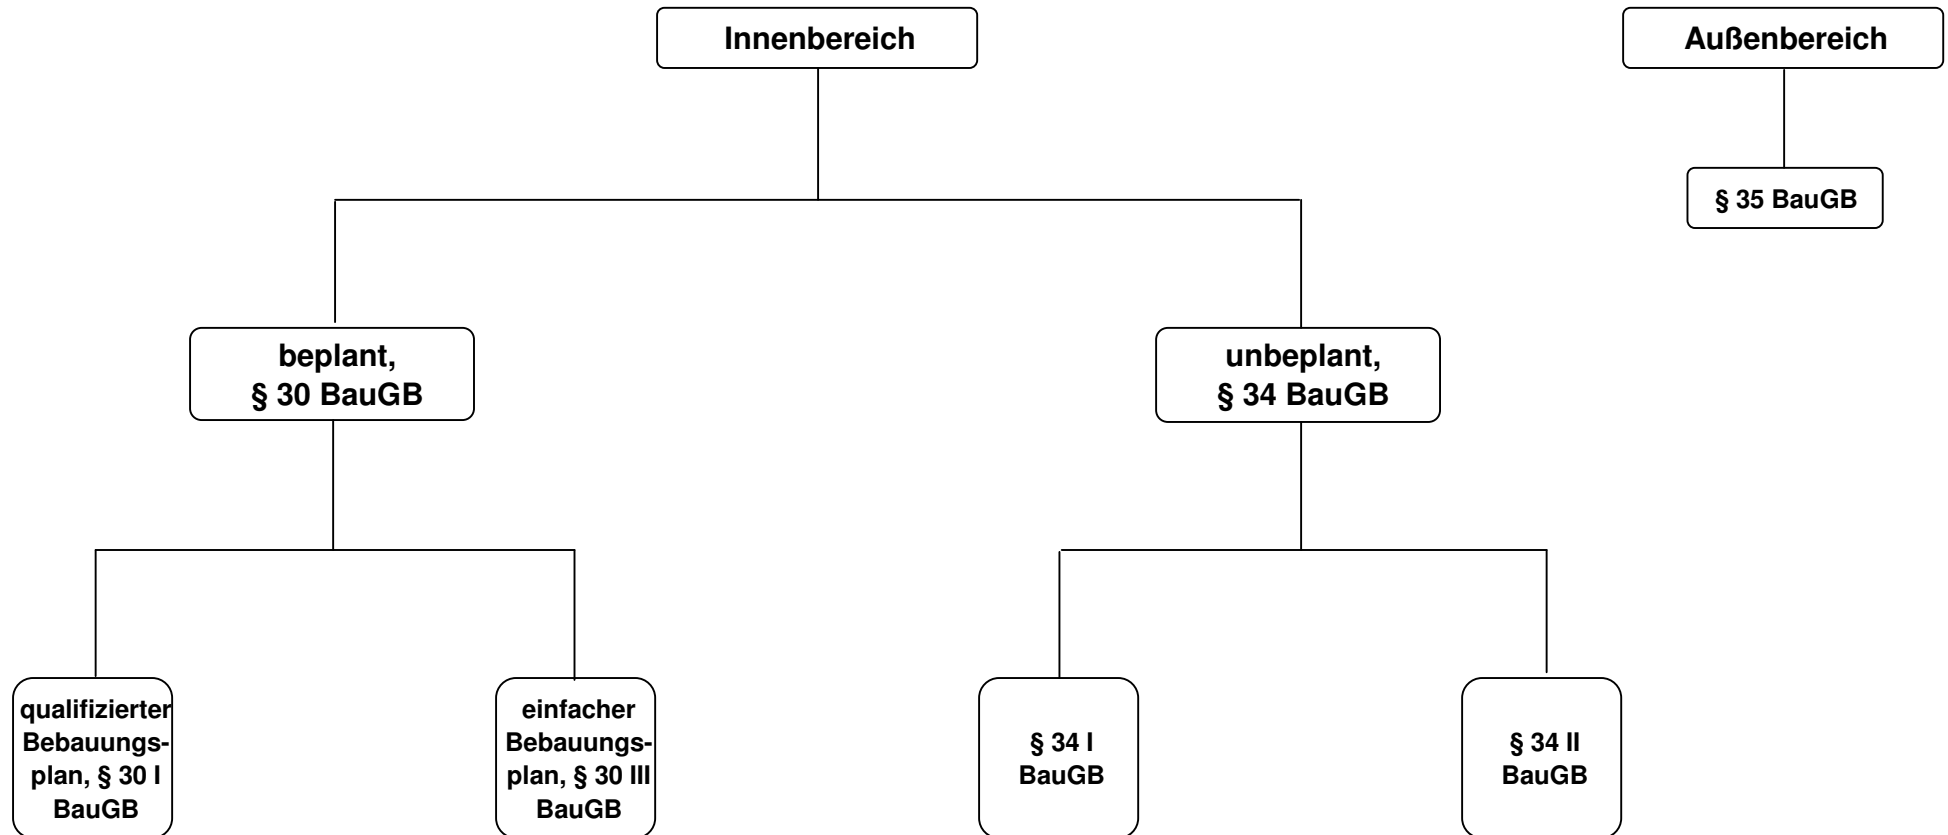 Innenbereich
Außenbereich
§ 35 BauGB
beplant,
§ 30 BauGB
unbeplant,
§ 34 BauGB
qualifizierter
Bebauungs-
plan, § 30 I
BauGB
einfacher
Bebauungs-
plan, § 30 III
BauGB
§ 34 I
BauGB
§ 34 II
BauGB